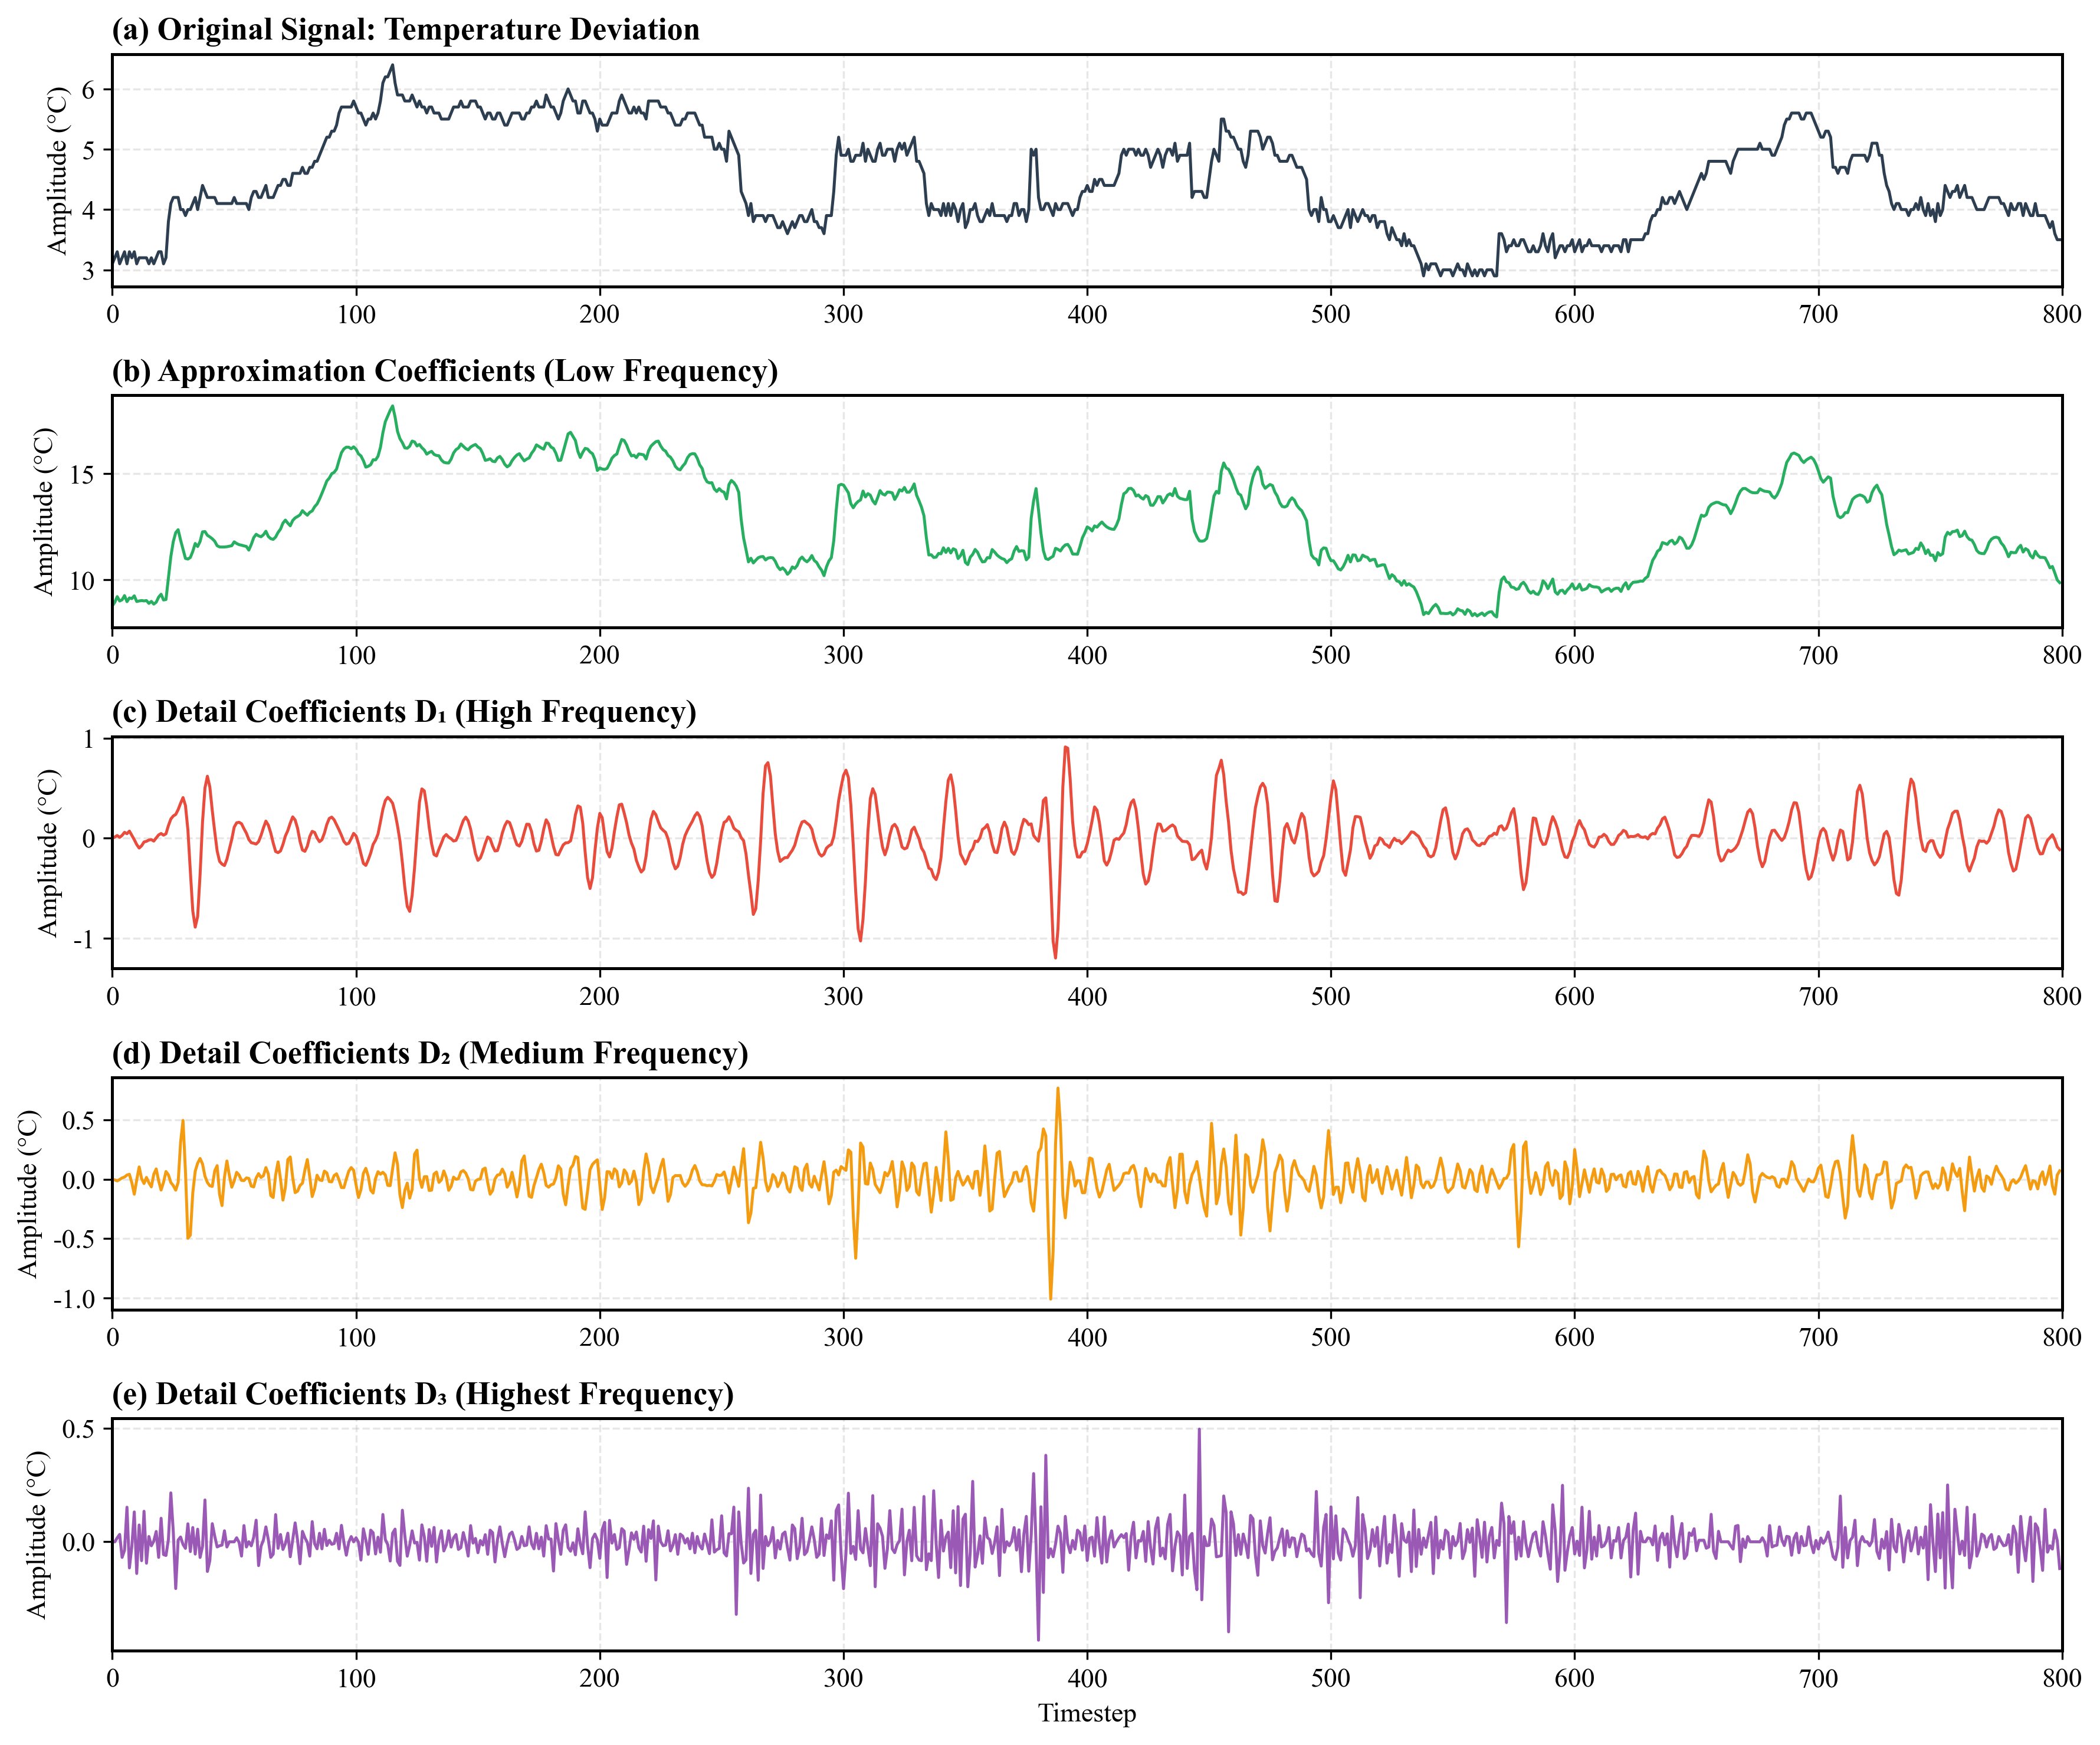 (a) Original Signal: Temperature Deviation
Amplitude (°C)
6
5
4
3
0 100 200 300 400 500 600 700 800
(b) Approximation Coefficients (Low Frequency)
Amplitude (°C)
15
10
0 100 200 300 400 500 600 700 800
(c) Detail Coefficients D₁ (High Frequency)
Amplitude (°C)
1
0
-1
0 100 200 300 400 500 600 700 800
(d) Detail Coefficients D₂ (Medium Frequency)
Amplitude (°C)
0.5
0.0
-0.5
-1.0
0 100 200 300 400 500 600 700 800
(e) Detail Coefficients D₃ (Highest Frequency)
Amplitude (°C)
0.5
0.0
0 100 200 300 400 500 600 700 800
Timestep